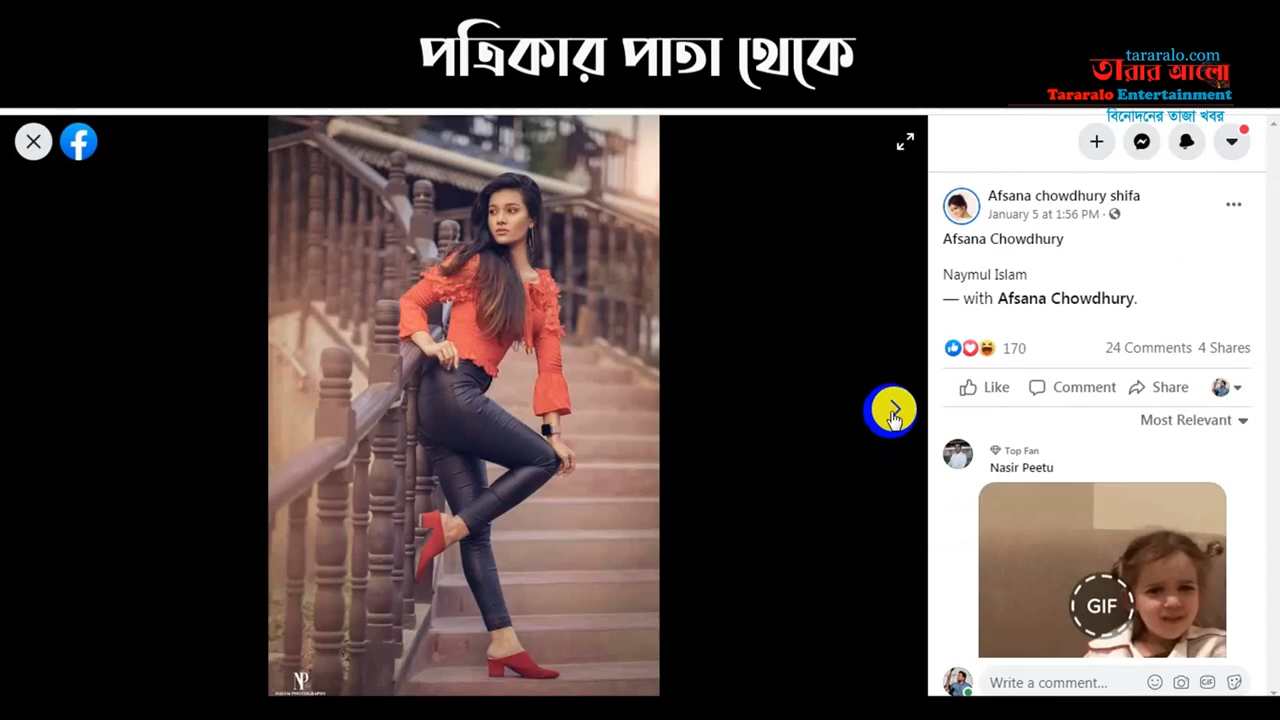 পত্রিকার পাতা থেকে
tararalo.com
তারার আলো
Tararalo Entertainment
বিনোদনের তাজা খবর
Afsana chowdhury shifa
January 5 at 1:56 PM
Afsana Chowdhury
Naymul Islam
— with Afsana Chowdhury.
170 24 Comments 4 Shares
Like Comment Share
Most Relevant
Top Fan
Nasir Peetu
GIF
Write a comment... GIF
NP